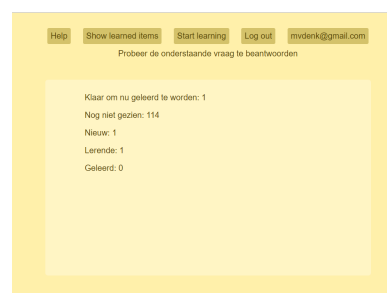 Help Show learned items Start learning Log out mvdenk@gmail.com
Probeer de onderstaande vraag te beantwoorden
Klaar om nu geleerd te worden: 1
Nog niet gezien: 114
Nieuw: 1
Lerende: 1
Geleerd: 0